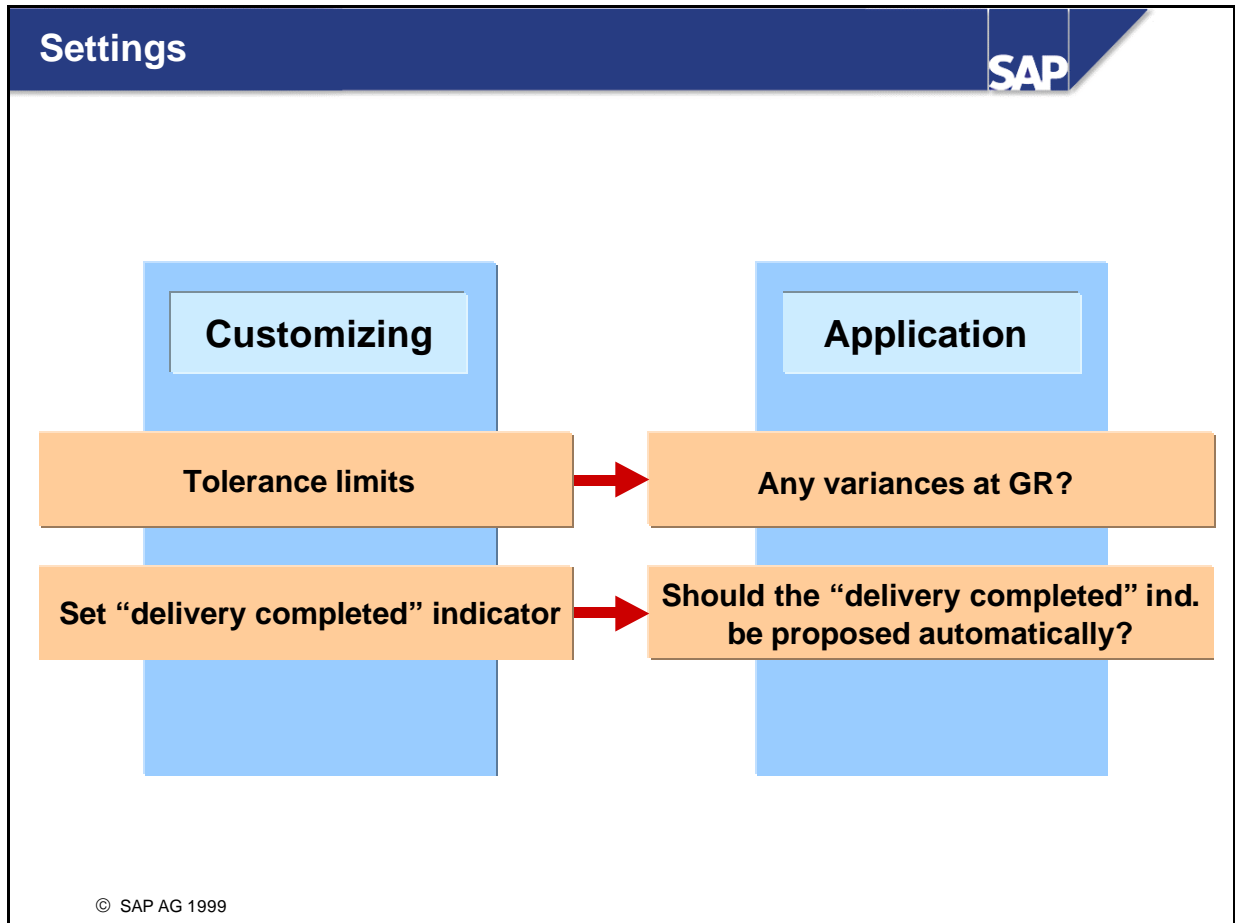 Settings
SAP
Customizing
Application
Tolerance limits
Any variances at GR?
Set “delivery completed” indicator
Should the “delivery completed” ind.
be proposed automatically?
© SAP AG 1999